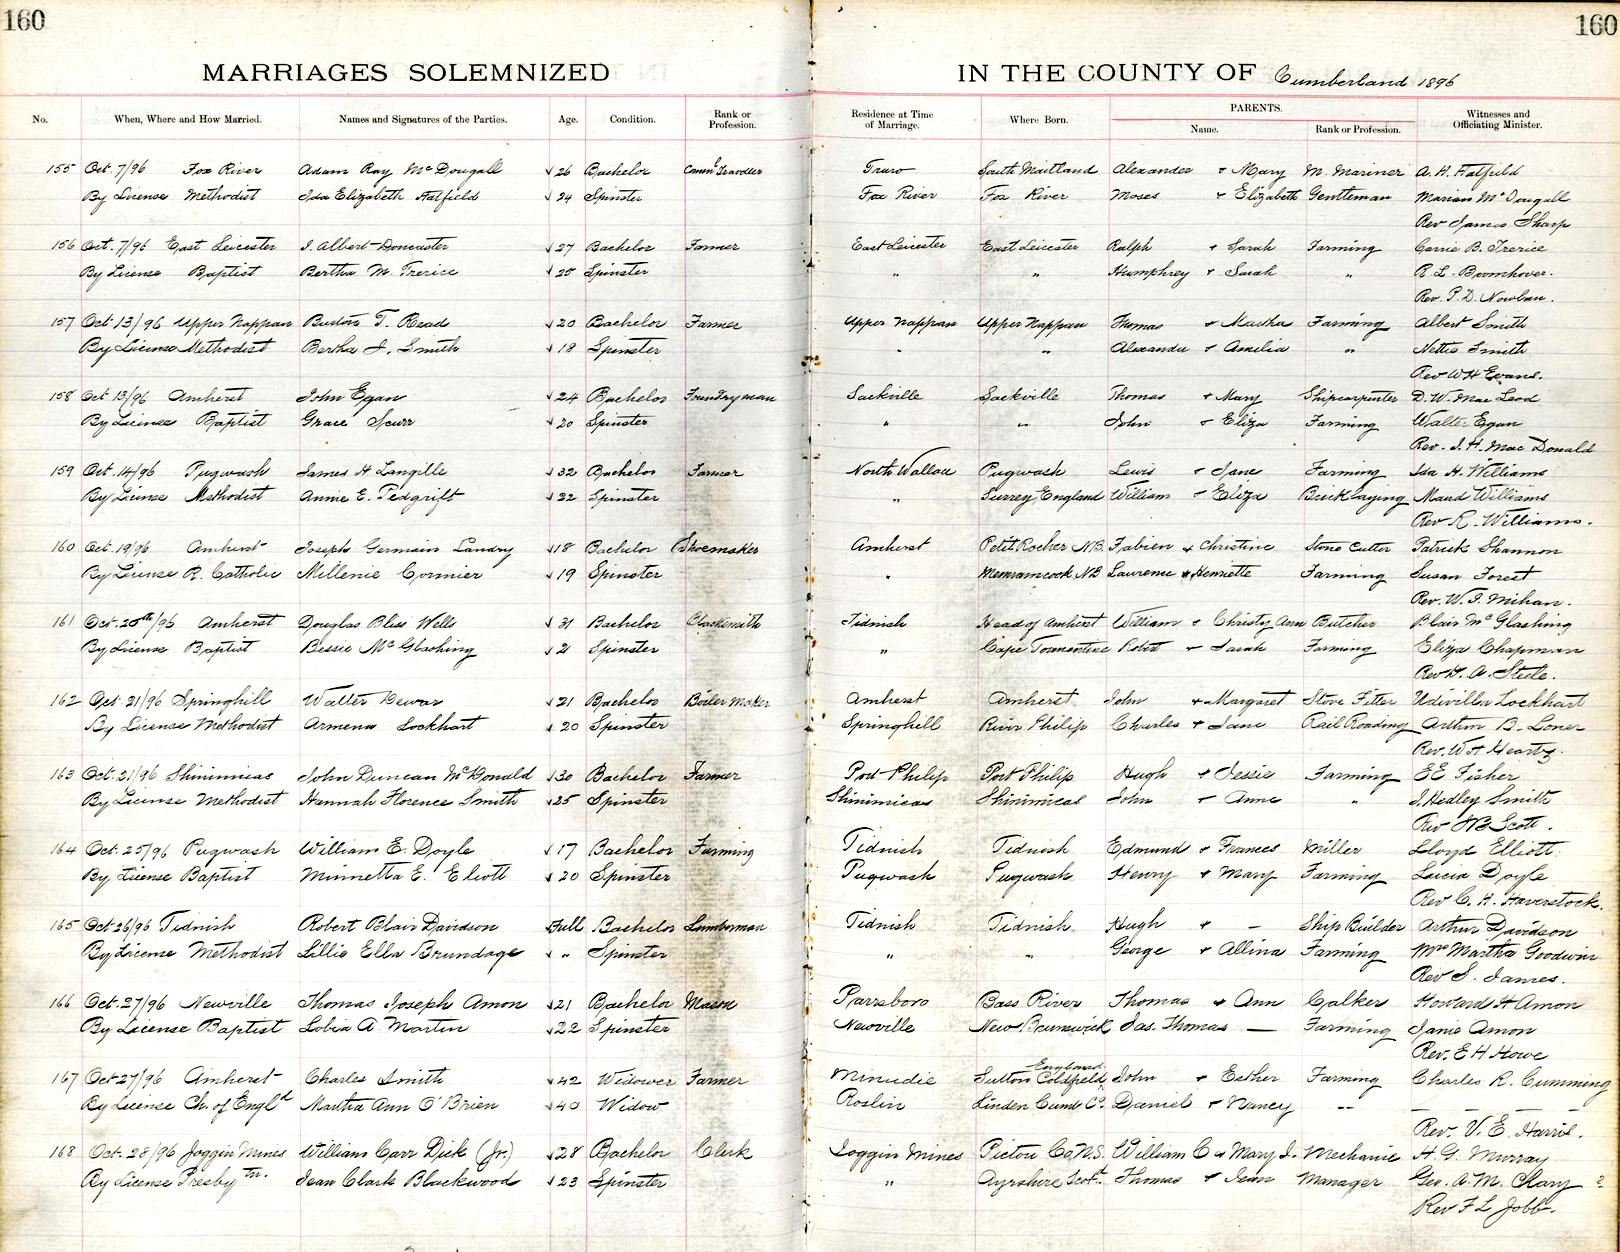 160 160
MARRIAGES SOLEMNIZED IN THE COUNTY OF Cumberland 1896
No. When, Where and How Married. Names and Signatures of the Parties. Age. Condition. Rank or Profession. Residence at Time of Marriage. Where Born. PARENTS. Name. Rank or Profession. Witnesses and Officiating Minister.
155 Oct. 7/96 Fox River Adam Ray McDougall 26 Bachelor Comm'l Traveller Truro South Maitland Alexander + Mary M. Mariner A. H. Hatfield
By License Methodist Ida Elizabeth Hatfield 24 Spinster Fox River Fox River Moses + Elizabeth Gentleman Marian McDougall
Rev James Sharp
156 Oct. 7/96 East Leicester J. Albert Doncaster 27 Bachelor Farmer East Leicester East Leicester Ralph + Sarah Farming Carrie B. Trerice
By License Baptist Bertha M. Trerice 25 Spinster " " Humphrey + Sarah " R. L. Boomhover.
Rev. P. D. Nowlan.
157 Oct 13/96 Upper Nappan Burton T. Read 20 Bachelor Farmer Upper Nappan Upper Nappan Thomas + Martha Farming Albert Smith
By License Methodist Bertha J. Smith 18 Spinster " " Alexander + Amelia " Nettie Smith
Rev W H Evans.
158 Oct 13/96 Amherst John Egan 24 Bachelor Foundryman Sackville Sackville Thomas + Mary Shipcarpenter D. W. MacLeod
By License Baptist Grace Scurr 20 Spinster " " John + Eliza Farming Walter Egan
Rev. J. H. MacDonald
159 Oct. 14/96 Pugwash James H Langille 32 Bachelor Farmer North Wallace Pugwash Lewis + Jane Farming Ida H. Williams
By License Methodist Annie E. Tedgrift 22 Spinster " Surrey, England William + Eliza Bricklaying Maud Williams
Rev R. Williams.
160 Oct. 19/96 Amherst Joseph Germain Landry 18 Bachelor Shoemaker Amherst Petit Rocher N.B. Fabien + Christine Stone Cutter Patrick Shannon
By License R. Catholic Millenie Cormier 19 Spinster " Memramcook NB Laurence + Henriette Farming Susan Forest
Rev. W. J. Mihan.
161 Oct. 20th/96 Amherst Douglas Bliss Wells 31 Bachelor Blacksmith Tidnish Head of Amherst William + Christy Ann Butcher Blair McGlashing
By License Baptist Bessie McGlashing 21 Spinster " Cape Tormentine Robert + Sarah Farming Eliza Chapman
Rev D. A. Steele.
162 Oct. 21/96 Springhill Walter Dewar 21 Bachelor Boiler Maker Amherst Amherst John + Margaret Stove Fitter Udivilla Lockhart
By License Methodist Armena Lockhart 20 Spinster Springhill River Philip Charles + Jane Rail Roading Arthur B.
Rev. W H Heartz.
163 Oct. 21/96 Shinimicas John Duncan McDonald 30 Bachelor Farmer Port Philip Port Philip Hugh + Jessie Farming E E Fisher
By License Methodist Hannah Florence Smith 25 Spinster Shinimicas Shinimicas John + Anne " J. Hedley Smith
Rev J B Scott.
164 Oct. 25/96 Pugwash William E. Doyle 17 Bachelor Farming Tidnish Tidnish Edmund + Frances Miller Lloyd Elliott.
By License Baptist Minnetta E. Eliott 20 Spinster Pugwash Pugwash Henry + Mary Farming Lucia Doyle
Rev C. H. Haverstock.
165 Oct 26/96 Tidnish Robert Blair Davidson Full Bachelor Lumberman Tidnish Tidnish Hugh + – Ship Builder Arthur Davidson
By License Methodist Lillie Ella Brundage " Spinster " " George + Allina Farming Mrs Martha Goodwin
Rev S. James.
166 Oct. 27/96 Newville Thomas Joseph Amon 21 Bachelor Mason Parrsboro Bass River Thomas + Ann Calker Howard H Amon
By License Baptist Lobia A. Martin 22 Spinster Newville New Brunswick Jas. Thomas — Farming Janie Amon
Rev. E H Howe
167 Oct 27/96 Amherst Charles Smith 42 Widower Farmer Minudie Sutton Coldfield England John + Esther Farming Charles R. Cumming
By License Ch. of Engl'd Martha Ann O'Brien 40 Widow Roslin Linden Cumb Co. Daniel + Nancy " — — — —
Rev. V. E. Harris.
168 Oct. 28/96 Joggin Mines William Carr Dick (Jr.) 28 Bachelor Clerk Joggin Mines Pictou Co. N.S. William C + Mary J. Mechanic H. G. Murray
By License Presbytn. Jean Clark Blackwood 23 Spinster " Ayrshire Scot. Thomas + Jean Manager Geo. A. M. Clary ?
Rev F L Jobb.